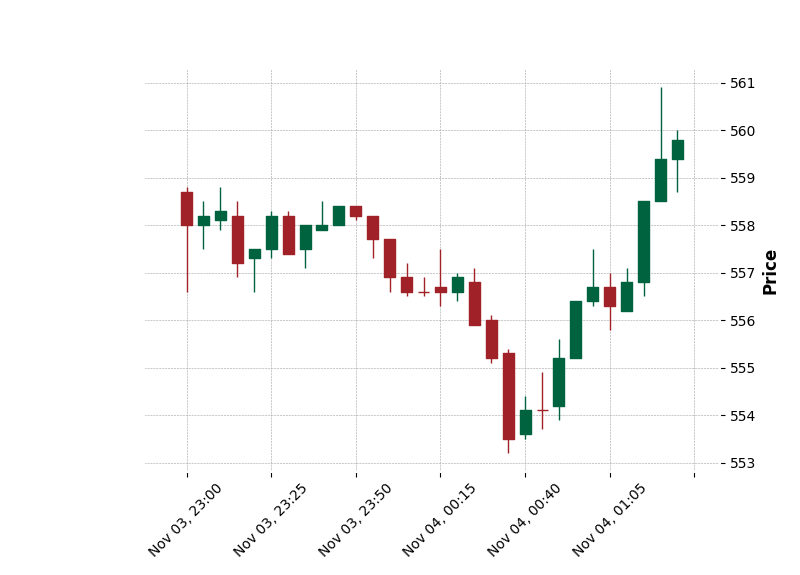 561
560
559
558
557
556
555
554
553
Price
Nov 03, 23:00
Nov 03, 23:25
Nov 03, 23:50
Nov 04, 00:15
Nov 04, 00:40
Nov 04, 01:05